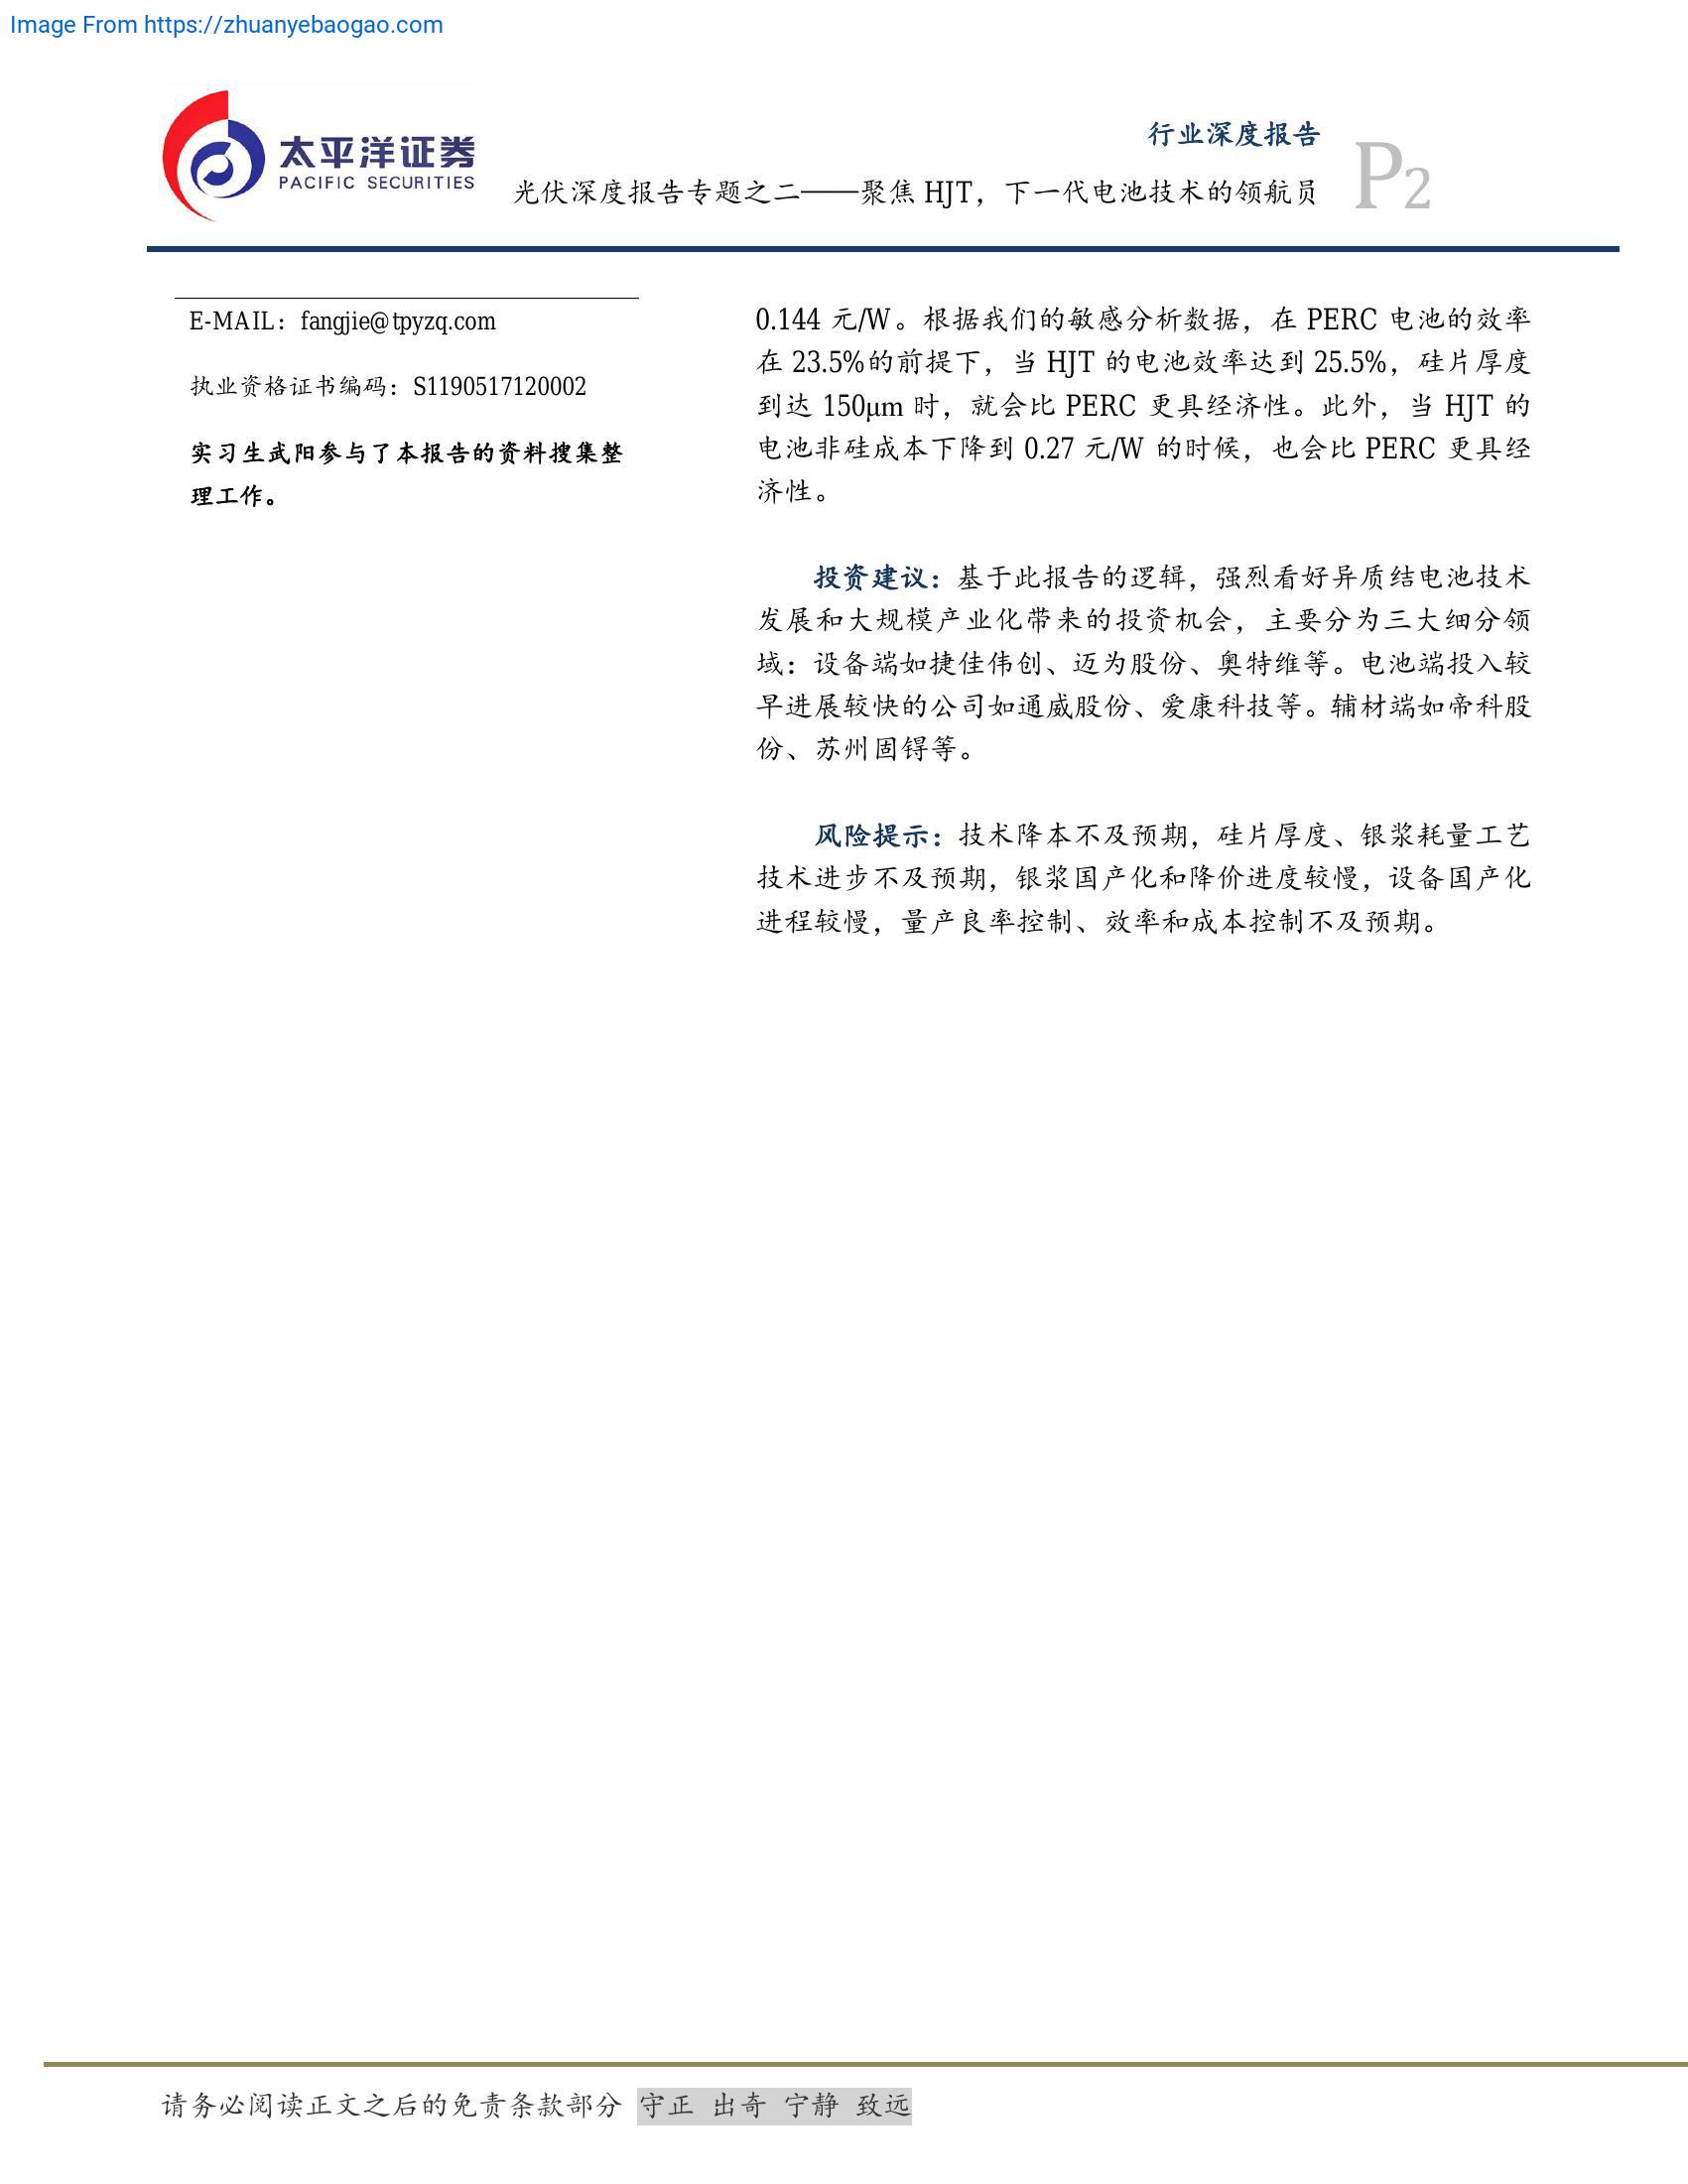 Image From https://zhuanyebaogao.com
太平洋证券
PACIFIC SECURITIES
行业深度报告
光伏深度报告专题之二——聚焦 HJT，下一代电池技术的领航员
P2
E-MAIL：fangjie@tpyzq.com
执业资格证书编码：S1190517120002
实习生武阳参与了本报告的资料搜集整
理工作。
0.144 元/W。根据我们的敏感分析数据，在 PERC 电池的效率
在 23.5%的前提下，当 HJT 的电池效率达到 25.5%，硅片厚度
到达 150μm 时，就会比 PERC 更具经济性。此外，当 HJT 的
电池非硅成本下降到 0.27 元/W 的时候，也会比 PERC 更具经
济性。
投资建议：基于此报告的逻辑，强烈看好异质结电池技术
发展和大规模产业化带来的投资机会，主要分为三大细分领
域：设备端如捷佳伟创、迈为股份、奥特维等。电池端投入较
早进展较快的公司如通威股份、爱康科技等。辅材端如帝科股
份、苏州固锝等。
风险提示：技术降本不及预期，硅片厚度、银浆耗量工艺
技术进步不及预期，银浆国产化和降价进度较慢，设备国产化
进程较慢，量产良率控制、效率和成本控制不及预期。
请务必阅读正文之后的免责条款部分 守正 出奇 宁静 致远